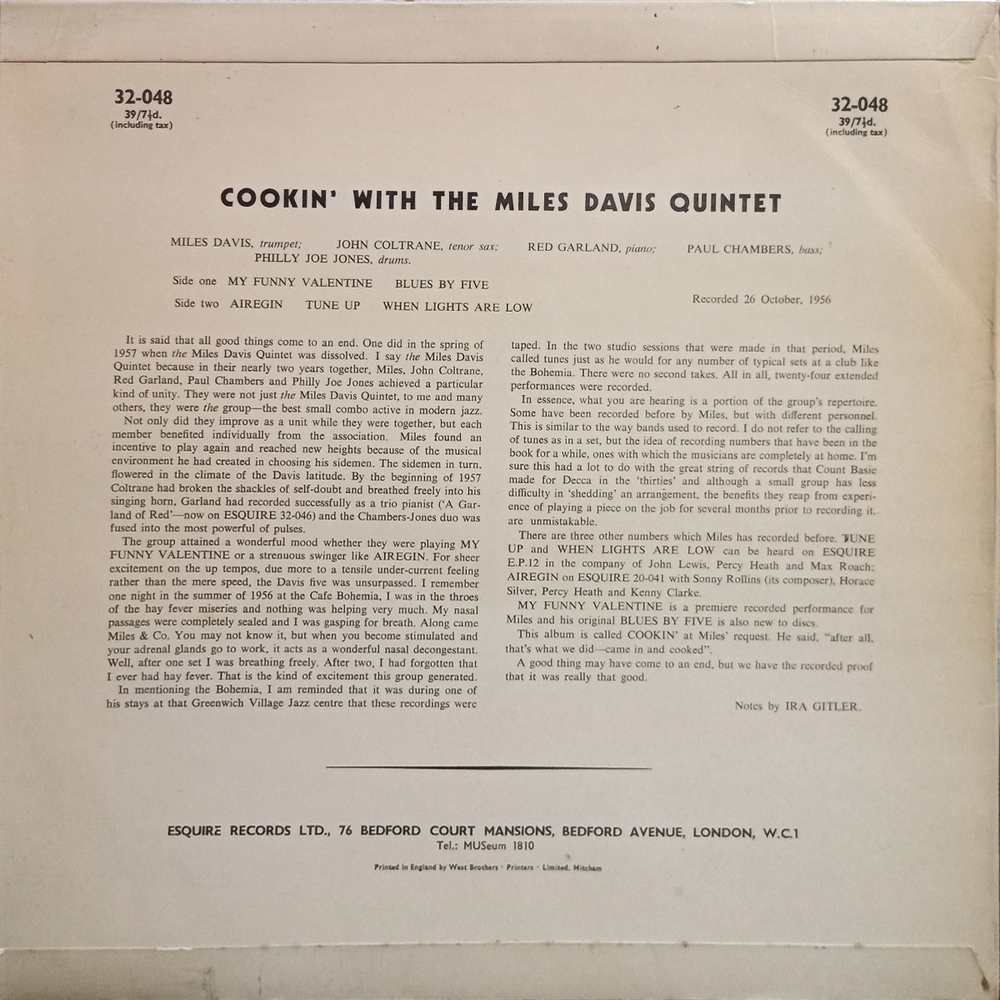 32-048
39/7½d.
(including tax)
32-048
39/7½d.
(including tax)
COOKIN' WITH THE MILES DAVIS QUINTET
MILES DAVIS, trumpet; JOHN COLTRANE, tenor sax; RED GARLAND, piano; PAUL CHAMBERS, bass;
PHILLY JOE JONES, drums.
Side one MY FUNNY VALENTINE BLUES BY FIVE
Side two AIREGIN TUNE UP WHEN LIGHTS ARE LOW
Recorded 26 October, 1956
It is said that all good things come to an end. One did in the spring of
1957 when the Miles Davis Quintet was dissolved. I say the Miles Davis
Quintet because in their nearly two years together, Miles, John Coltrane,
Red Garland, Paul Chambers and Philly Joe Jones achieved a particular
kind of unity. They were not just the Miles Davis Quintet, to me and many
others, they were the group—the best small combo active in modern jazz.
Not only did they improve as a unit while they were together, but each
member benefited individually from the association. Miles found an
incentive to play again and reached new heights because of the musical
environment he had created in choosing his sidemen. The sidemen in turn,
flowered in the climate of the Davis latitude. By the beginning of 1957
Coltrane had broken the shackles of self-doubt and breathed freely into his
singing horn, Garland had recorded successfully as a trio pianist ('A Gar-
land of Red'—now on ESQUIRE 32-046) and the Chambers-Jones duo was
fused into the most powerful of pulses.
The group attained a wonderful mood whether they were playing MY
FUNNY VALENTINE or a strenuous swinger like AIREGIN. For sheer
excitement on the up tempos, due more to a tensile under-current feeling
rather than the mere speed, the Davis five was unsurpassed. I remember
one night in the summer of 1956 at the Cafe Bohemia, I was in the throes
of the hay fever miseries and nothing was helping very much. My nasal
passages were completely sealed and I was gasping for breath. Along came
Miles & Co. You may not know it, but when you become stimulated and
your adrenal glands go to work, it acts as a wonderful nasal decongestant.
Well, after one set I was breathing freely. After two, I had forgotten that
I ever had hay fever. That is the kind of excitement this group generated.
In mentioning the Bohemia, I am reminded that it was during one of
his stays at that Greenwich Village Jazz centre that these recordings were
taped. In the two studio sessions that were made in that period, Miles
called tunes just as he would for any number of typical sets at a club like
the Bohemia. There were no second takes. All in all, twenty-four extended
performances were recorded.
In essence, what you are hearing is a portion of the group's repertoire.
Some have been recorded before by Miles, but with different personnel.
This is similar to the way bands used to record. I do not refer to the calling
of tunes as in a set, but the idea of recording numbers that have been in the
book for a while, ones with which the musicians are completely at home. I'm
sure this had a lot to do with the great string of records that Count Basie
made for Decca in the 'thirties' and although a small group has less
difficulty in 'shedding' an arrangement, the benefits they reap from experi-
ence of playing a piece on the job for several months prior to recording it,
are unmistakable.
There are three other numbers which Miles has recorded before. TUNE
UP and WHEN LIGHTS ARE LOW can be heard on ESQUIRE
E.P.12 in the company of John Lewis, Percy Heath and Max Roach;
AIREGIN on ESQUIRE 20-041 with Sonny Rollins (its composer), Horace
Silver, Percy Heath and Kenny Clarke.
MY FUNNY VALENTINE is a premiere recorded performance for
Miles and his original BLUES BY FIVE is also new to discs.
This album is called COOKIN' at Miles' request. He said, "after all,
that's what we did—came in and cooked".
A good thing may have come to an end, but we have the recorded proof
that it was really that good.
Notes by IRA GITLER.
ESQUIRE RECORDS LTD., 76 BEDFORD COURT MANSIONS, BEDFORD AVENUE, LONDON, W.C.1
Tel.: MUSeum 1810
Printed in England by West Brothers · Printers · Limited, Mitcham